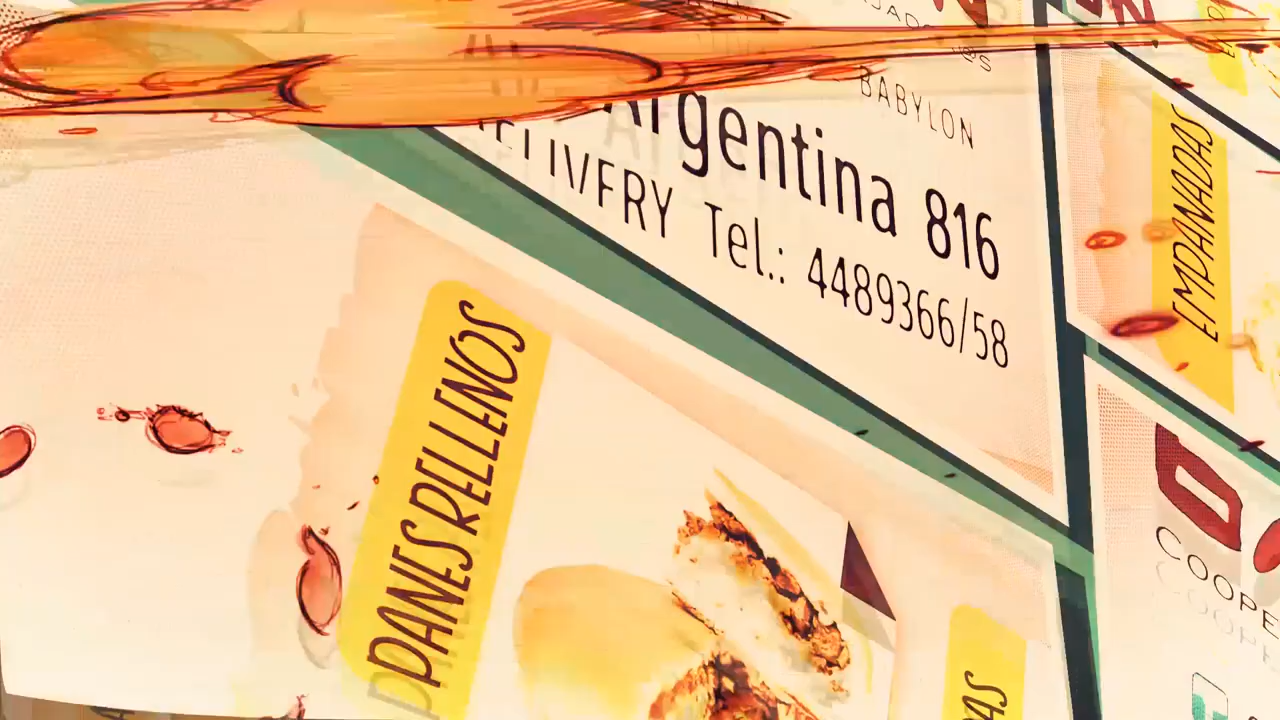 BABYLON
Argentina 816
DELIVERY Tel.: 4489366/58
EMPANADAS
PANES RELLENOS
COOPE